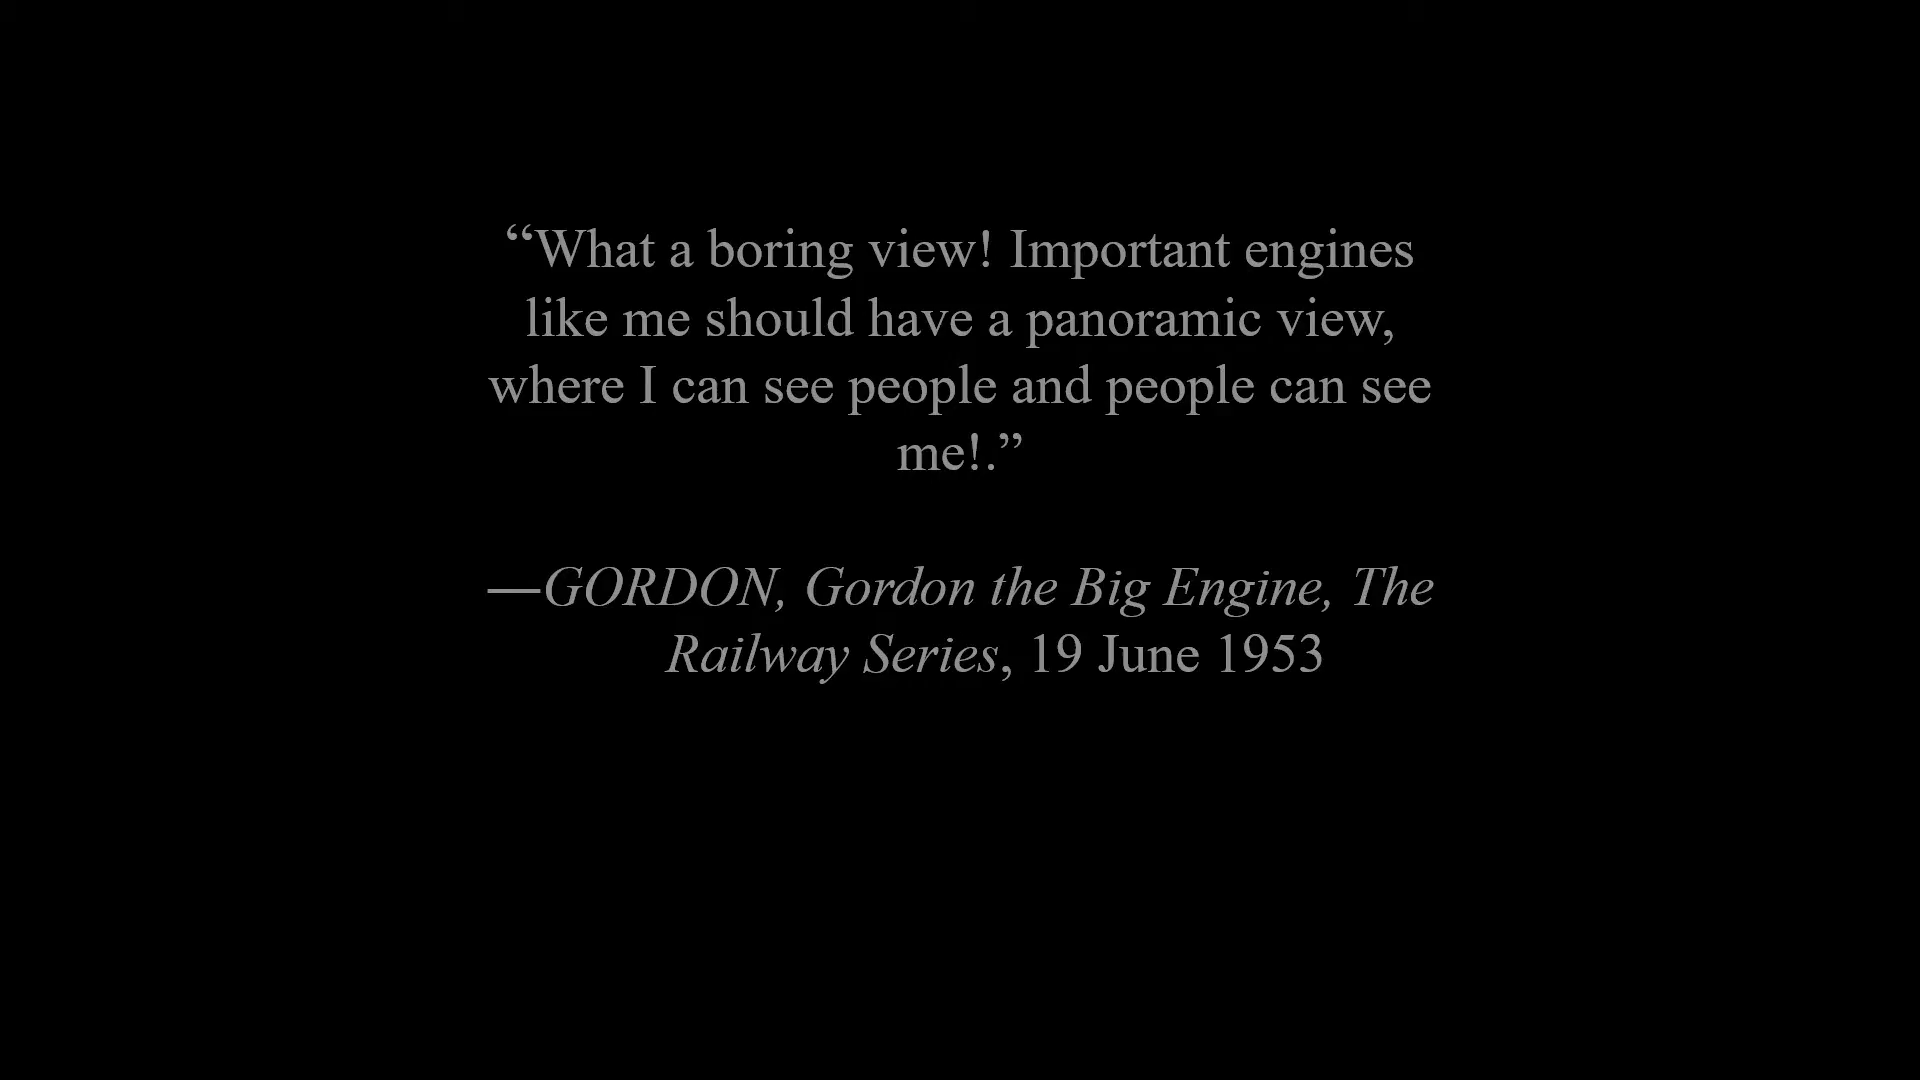 “What a boring view! Important engines
like me should have a panoramic view,
where I can see people and people can see
me!.”
—GORDON, Gordon the Big Engine, The
Railway Series, 19 June 1953